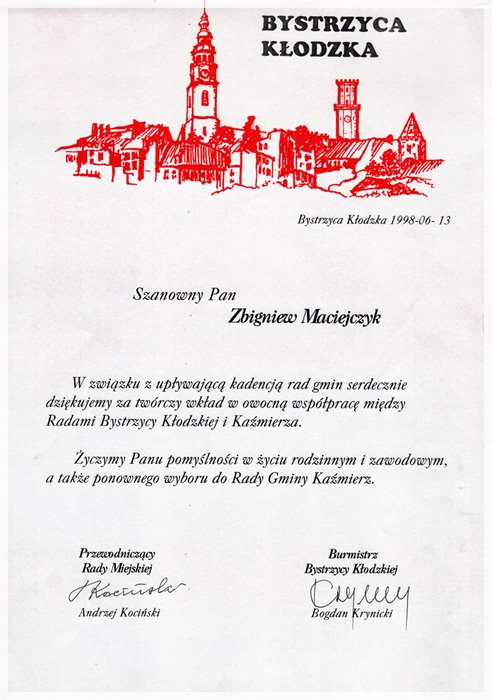 BYSTRZYCA
KŁODZKA
Bystrzyca Kłodzka 1998-06- 13
Szanowny Pan
Zbigniew Maciejczyk
W związku z upływającą kadencją rad gmin serdecznie
dziękujemy za twórczy wkład w owocną współpracę między
Radami Bystrzycy Kłodzkiej i Kaźmierza.
Życzymy Panu pomyślności w życiu rodzinnym i zawodowym,
a także ponownego wyboru do Rady Gminy Kaźmierz.
Przewodniczący
Rady Miejskiej
Andrzej Kociński
Burmistrz
Bystrzycy Kłodzkiej
Bogdan Krynicki